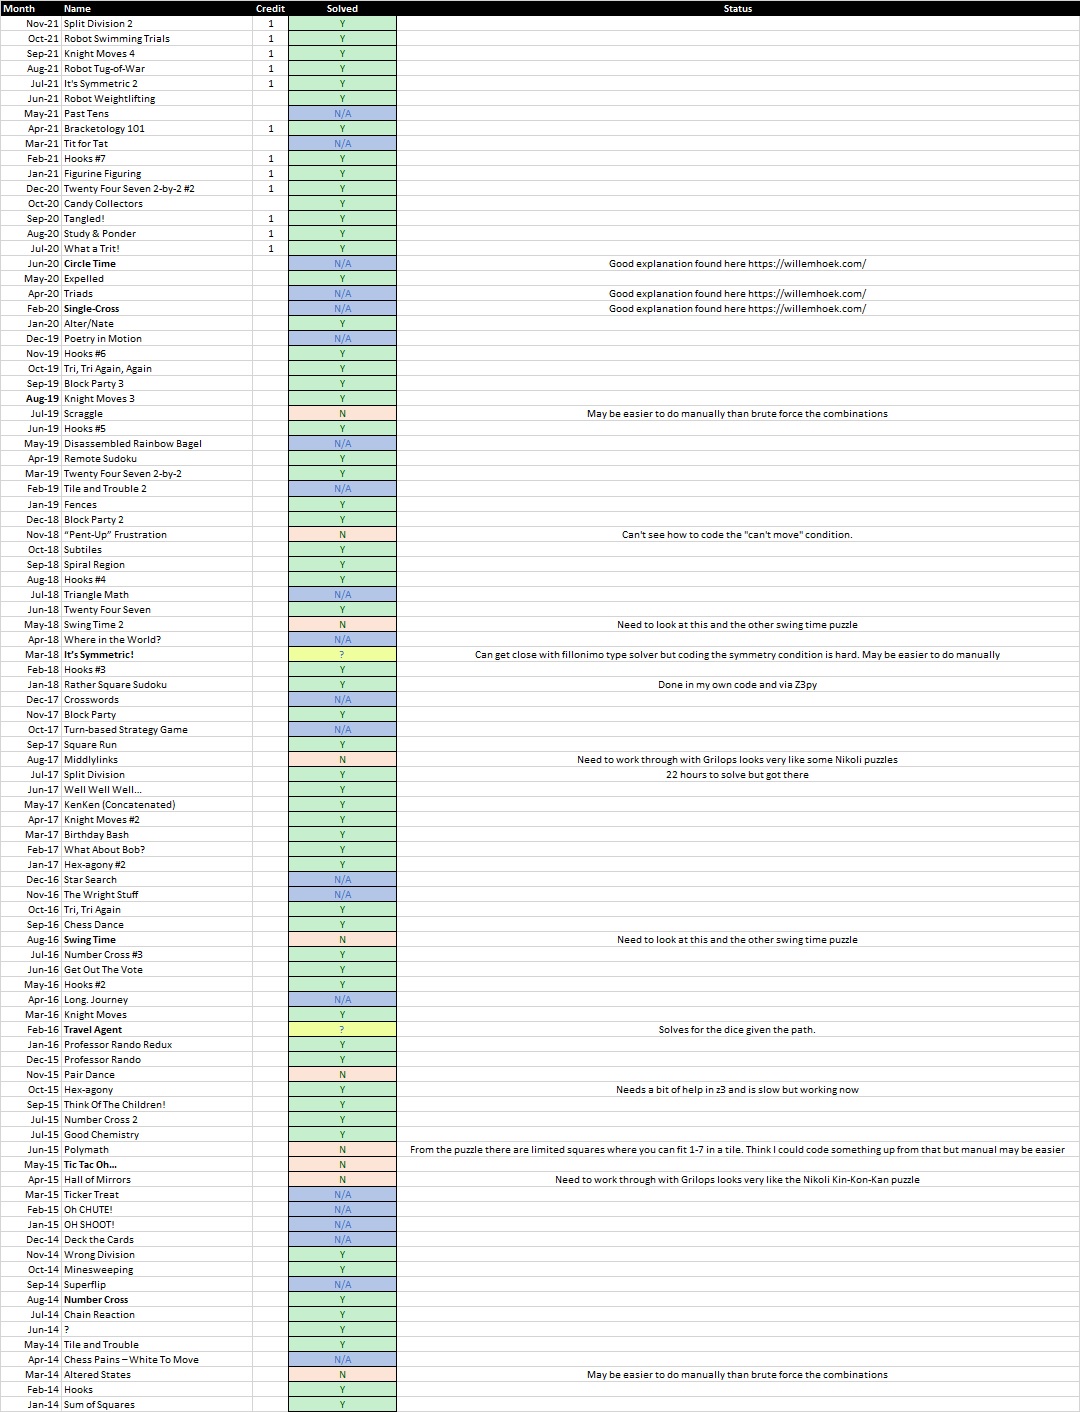 Month Name Credit Solved Status
Nov-21 Split Division 2 1 Y
Oct-21 Robot Swimming Trials 1 Y
Sep-21 Knight Moves 4 1 Y
Aug-21 Robot Tug-of-War 1 Y
Jul-21 It's Symmetric 2 1 Y
Jun-21 Robot Weightlifting Y
May-21 Past Tens N/A
Apr-21 Bracketology 101 1 Y
Mar-21 Tit for Tat N/A
Feb-21 Hooks #7 1 Y
Jan-21 Figurine Figuring 1 Y
Dec-20 Twenty Four Seven 2-by-2 #2 1 Y
Oct-20 Candy Collectors Y
Sep-20 Tangled! 1 Y
Aug-20 Study & Ponder 1 Y
Jul-20 What a Trit! 1 Y
Jun-20 Circle Time N/A Good explanation found here https://willemhoek.com/
May-20 Expelled Y
Apr-20 Triads N/A Good explanation found here https://willemhoek.com/
Feb-20 Single-Cross N/A Good explanation found here https://willemhoek.com/
Jan-20 Alter/Nate Y
Dec-19 Poetry in Motion N/A
Nov-19 Hooks #6 Y
Oct-19 Tri, Tri Again, Again Y
Sep-19 Block Party 3 Y
Aug-19 Knight Moves 3 Y
Jul-19 Scraggle N May be easier to do manually than brute force the combinations
Jun-19 Hooks #5 Y
May-19 Disassembled Rainbow Bagel N/A
Apr-19 Remote Sudoku Y
Mar-19 Twenty Four Seven 2-by-2 Y
Feb-19 Tile and Trouble 2 N/A
Jan-19 Fences Y
Dec-18 Block Party 2 Y
Nov-18 “Pent-Up” Frustration N Can't see how to code the "can't move" condition.
Oct-18 Subtiles Y
Sep-18 Spiral Region Y
Aug-18 Hooks #4 Y
Jul-18 Triangle Math N/A
Jun-18 Twenty Four Seven Y
May-18 Swing Time 2 N Need to look at this and the other swing time puzzle
Apr-18 Where in the World? N/A
Mar-18 It’s Symmetric! ? Can get close with fillonimo type solver but coding the symmetry condition is hard. May be easier to do manually
Feb-18 Hooks #3 Y
Jan-18 Rather Square Sudoku Y Done in my own code and via Z3py
Dec-17 Crosswords N/A
Nov-17 Block Party Y
Oct-17 Turn-based Strategy Game N/A
Sep-17 Square Run Y
Aug-17 Middlylinks N Need to work through with Grilops looks very like some Nikoli puzzles
Jul-17 Split Division Y 22 hours to solve but got there
Jun-17 Well Well Well... Y
May-17 KenKen (Concatenated) Y
Apr-17 Knight Moves #2 Y
Mar-17 Birthday Bash Y
Feb-17 What About Bob? Y
Jan-17 Hex-agony #2 Y
Dec-16 Star Search N/A
Nov-16 The Wright Stuff N/A
Oct-16 Tri, Tri Again Y
Sep-16 Chess Dance Y
Aug-16 Swing Time N Need to look at this and the other swing time puzzle
Jul-16 Number Cross #3 Y
Jun-16 Get Out The Vote Y
May-16 Hooks #2 Y
Apr-16 Long. Journey N/A
Mar-16 Knight Moves Y
Feb-16 Travel Agent ? Solves for the dice given the path.
Jan-16 Professor Rando Redux Y
Dec-15 Professor Rando Y
Nov-15 Pair Dance N
Oct-15 Hex-agony Y Needs a bit of help in z3 and is slow but working now
Sep-15 Think Of The Children! Y
Jul-15 Number Cross 2 Y
Jul-15 Good Chemistry Y
Jun-15 Polymath N From the puzzle there are limited squares where you can fit 1-7 in a tile. Think I could code something up from that but manual may be easier
May-15 Tic Tac Oh... N
Apr-15 Hall of Mirrors N Need to work through with Grilops looks very like the Nikoli Kin-Kon-Kan puzzle
Mar-15 Ticker Treat N/A
Feb-15 Oh CHUTE! N/A
Jan-15 OH SHOOT! N/A
Dec-14 Deck the Cards N/A
Nov-14 Wrong Division Y
Oct-14 Minesweeping Y
Sep-14 Superflip N/A
Aug-14 Number Cross Y
Jul-14 Chain Reaction Y
Jun-14 ? Y
May-14 Tile and Trouble Y
Apr-14 Chess Pains – White To Move N/A
Mar-14 Altered States N May be easier to do manually than brute force the combinations
Feb-14 Hooks Y
Jan-14 Sum of Squares Y